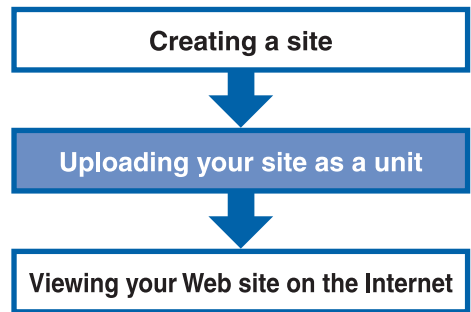 Creating a site
Uploading your site as a unit
Viewing your Web site on the Internet